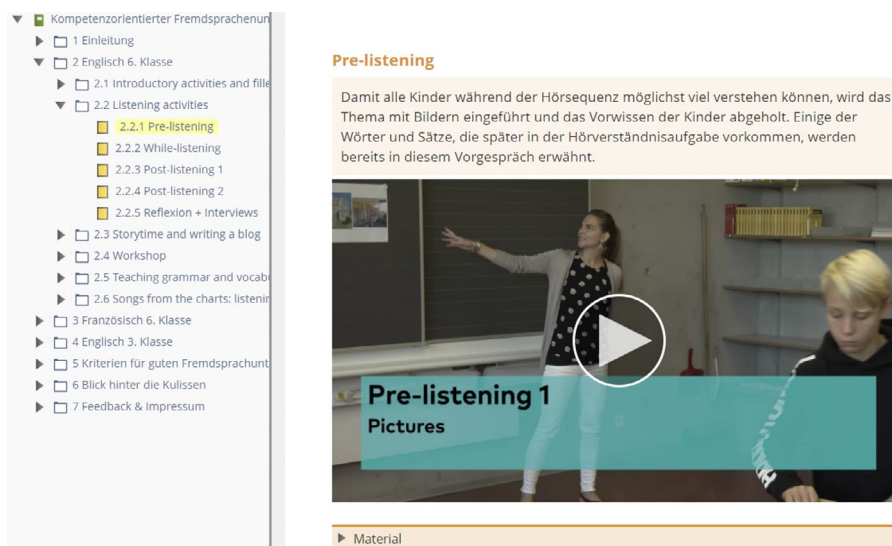 Kompetenzorientierter Fremdsprachenun
1 Einleitung
2 Englisch 6. Klasse
2.1 Introductory activities and fille
2.2 Listening activities
2.2.1 Pre-listening
2.2.2 While-listening
2.2.3 Post-listening 1
2.2.4 Post-listening 2
2.2.5 Reflexion + Interviews
2.3 Storytime and writing a blog
2.4 Workshop
2.5 Teaching grammar and vocab
2.6 Songs from the charts: listenin
3 Französisch 6. Klasse
4 Englisch 3. Klasse
5 Kriterien für guten Fremdsprachunt
6 Blick hinter die Kulissen
7 Feedback & Impressum
Pre-listening
Damit alle Kinder während der Hörsequenz möglichst viel verstehen können, wird das
Thema mit Bildern eingeführt und das Vorwissen der Kinder abgeholt. Einige der
Wörter und Sätze, die später in der Hörverständnisaufgabe vorkommen, werden
bereits in diesem Vorgespräch erwähnt.
Pre-listening 1
Pictures
Material